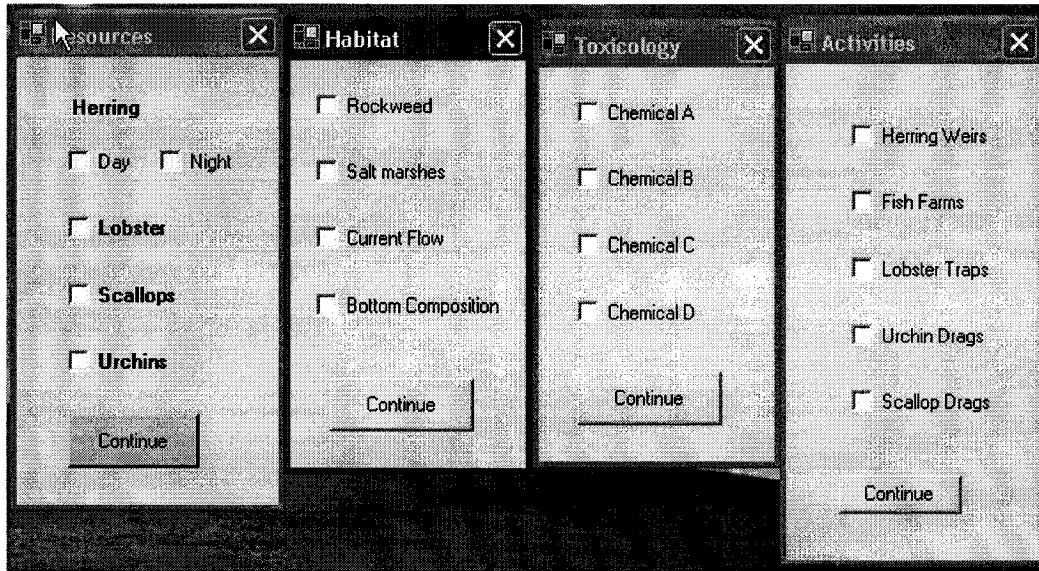 Resources
Herring
Day Night
Lobster
Scallops
Urchins
Continue
Habitat
Rockweed
Salt marshes
Current Flow
Bottom Composition
Continue
Toxicology
Chemical A
Chemical B
Chemical C
Chemical D
Continue
Activities
Herring Weirs
Fish Farms
Lobster Traps
Urchin Drags
Scallop Drags
Continue